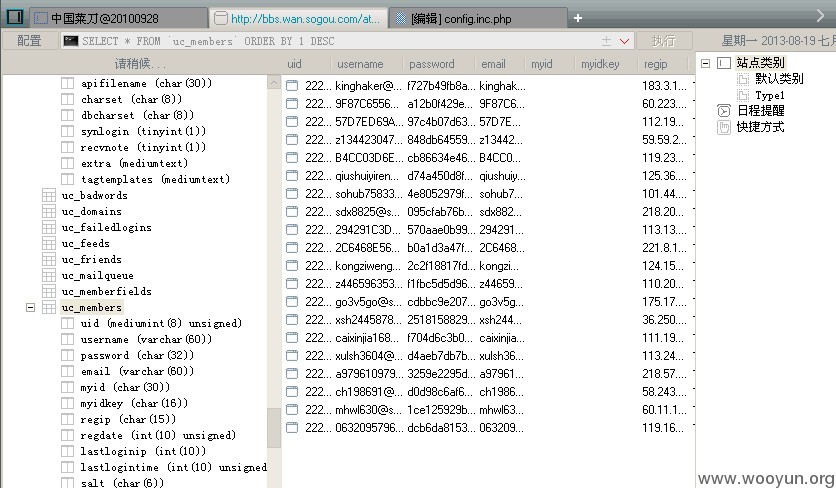 中国菜刀@20100928 http://bbs.wan.sogou.com/at... [编辑] config.inc.php +
配置 SELECT * FROM `uc_members` ORDER BY 1 DESC 执行 星期一 2013-08-19 七月
请稍候... uid username password email myid myidkey regip
apifilename (char(30))
charset (char(8))
dbcharset (char(8))
synlogin (tinyint(1))
recvnote (tinyint(1))
extra (mediumtext)
tagtemplates (mediumtext)
uc_badwords
uc_domains
uc_failedlogins
uc_feeds
uc_friends
uc_mailqueue
uc_memberfields
uc_members
uid (mediumint(8) unsigned)
username (varchar(60))
password (char(32))
email (varchar(60))
myid (char(30))
myidkey (char(16))
regip (char(15))
regdate (int(10) unsigned)
lastloginip (int(10))
lastlogintime (int(10) unsigned
salt (char(6))
222... kinghaker@... f727b49fb8a... kinghak... 183.3.1...
222... 9F87C6556... a12b0f429e... 9F87C6... 60.223....
222... 57D7ED69A... 97c4b07d63... 57D7E... 112.19...
222... z134423047... 848db64559... z13442... 59.59.2...
222... B4CC03D6E... cb86634e46... B4CC0... 119.23...
222... qiushuiyiren... d74a450d8f... qiushuiy... 125.36...
222... sohub75833... 4e8052979f... sohub7... 101.44...
222... sdx8825@s... 095cfab76b... sdx882... 218.20...
222... 294291C3D... 570aae0b99... 294291... 113.13...
222... 2C6468E56... b0a1d3a47f... 2C6468... 221.8.1...
222... kongziweng... 2c2f18817fd... kongzi... 124.15...
222... z446596353... f1fbc5d5d96... z44659... 110.20...
222... go3v5go@s... cdbbc9e207... go3v5g... 175.17...
222... xsh2445878... 2518158829... xsh244... 36.250....
222... caixinjia168... f704d6c3b0... caixinjia... 111.19...
222... xulsh3604@... d4aeb7db7b... xulsh36... 113.24...
222... a979610979... 3259e2295d... a97961... 218.57...
222... ch198691@... d0d98c6af6... ch1986... 58.243....
222... mhwl630@s... 1ce125929b... mhwl63... 60.11.1...
222... 0632095796... dcb6da8153... 063209... 119.16...
站点类别
默认类别
Type1
日程提醒
快捷方式
www.wooyun.org